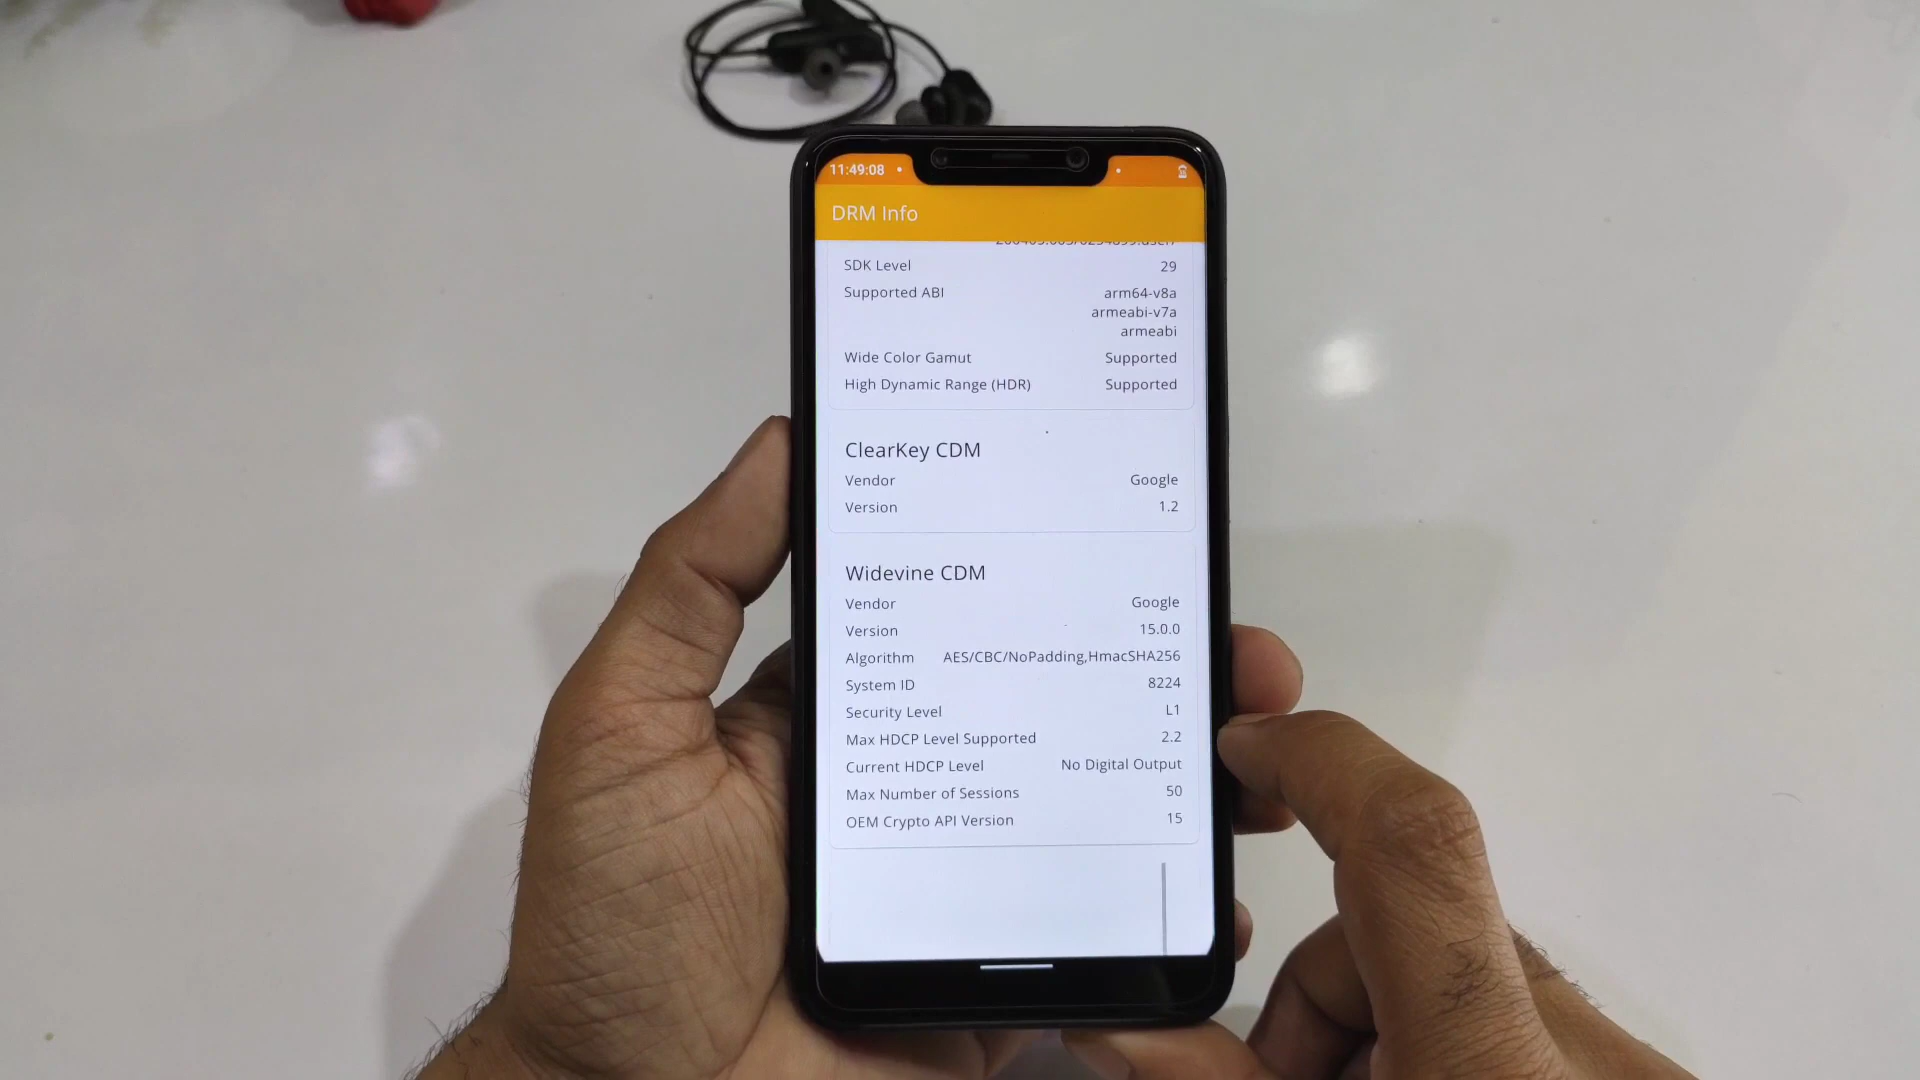 11:49:08
DRM Info
SDK Level 29
Supported ABI arm64-v8a
armeabi-v7a
armeabi
Wide Color Gamut Supported
High Dynamic Range (HDR) Supported
ClearKey CDM
Vendor Google
Version 1.2
Widevine CDM
Vendor Google
Version 15.0.0
Algorithm AES/CBC/NoPadding,HmacSHA256
System ID 8224
Security Level L1
Max HDCP Level Supported 2.2
Current HDCP Level No Digital Output
Max Number of Sessions 50
OEM Crypto API Version 15